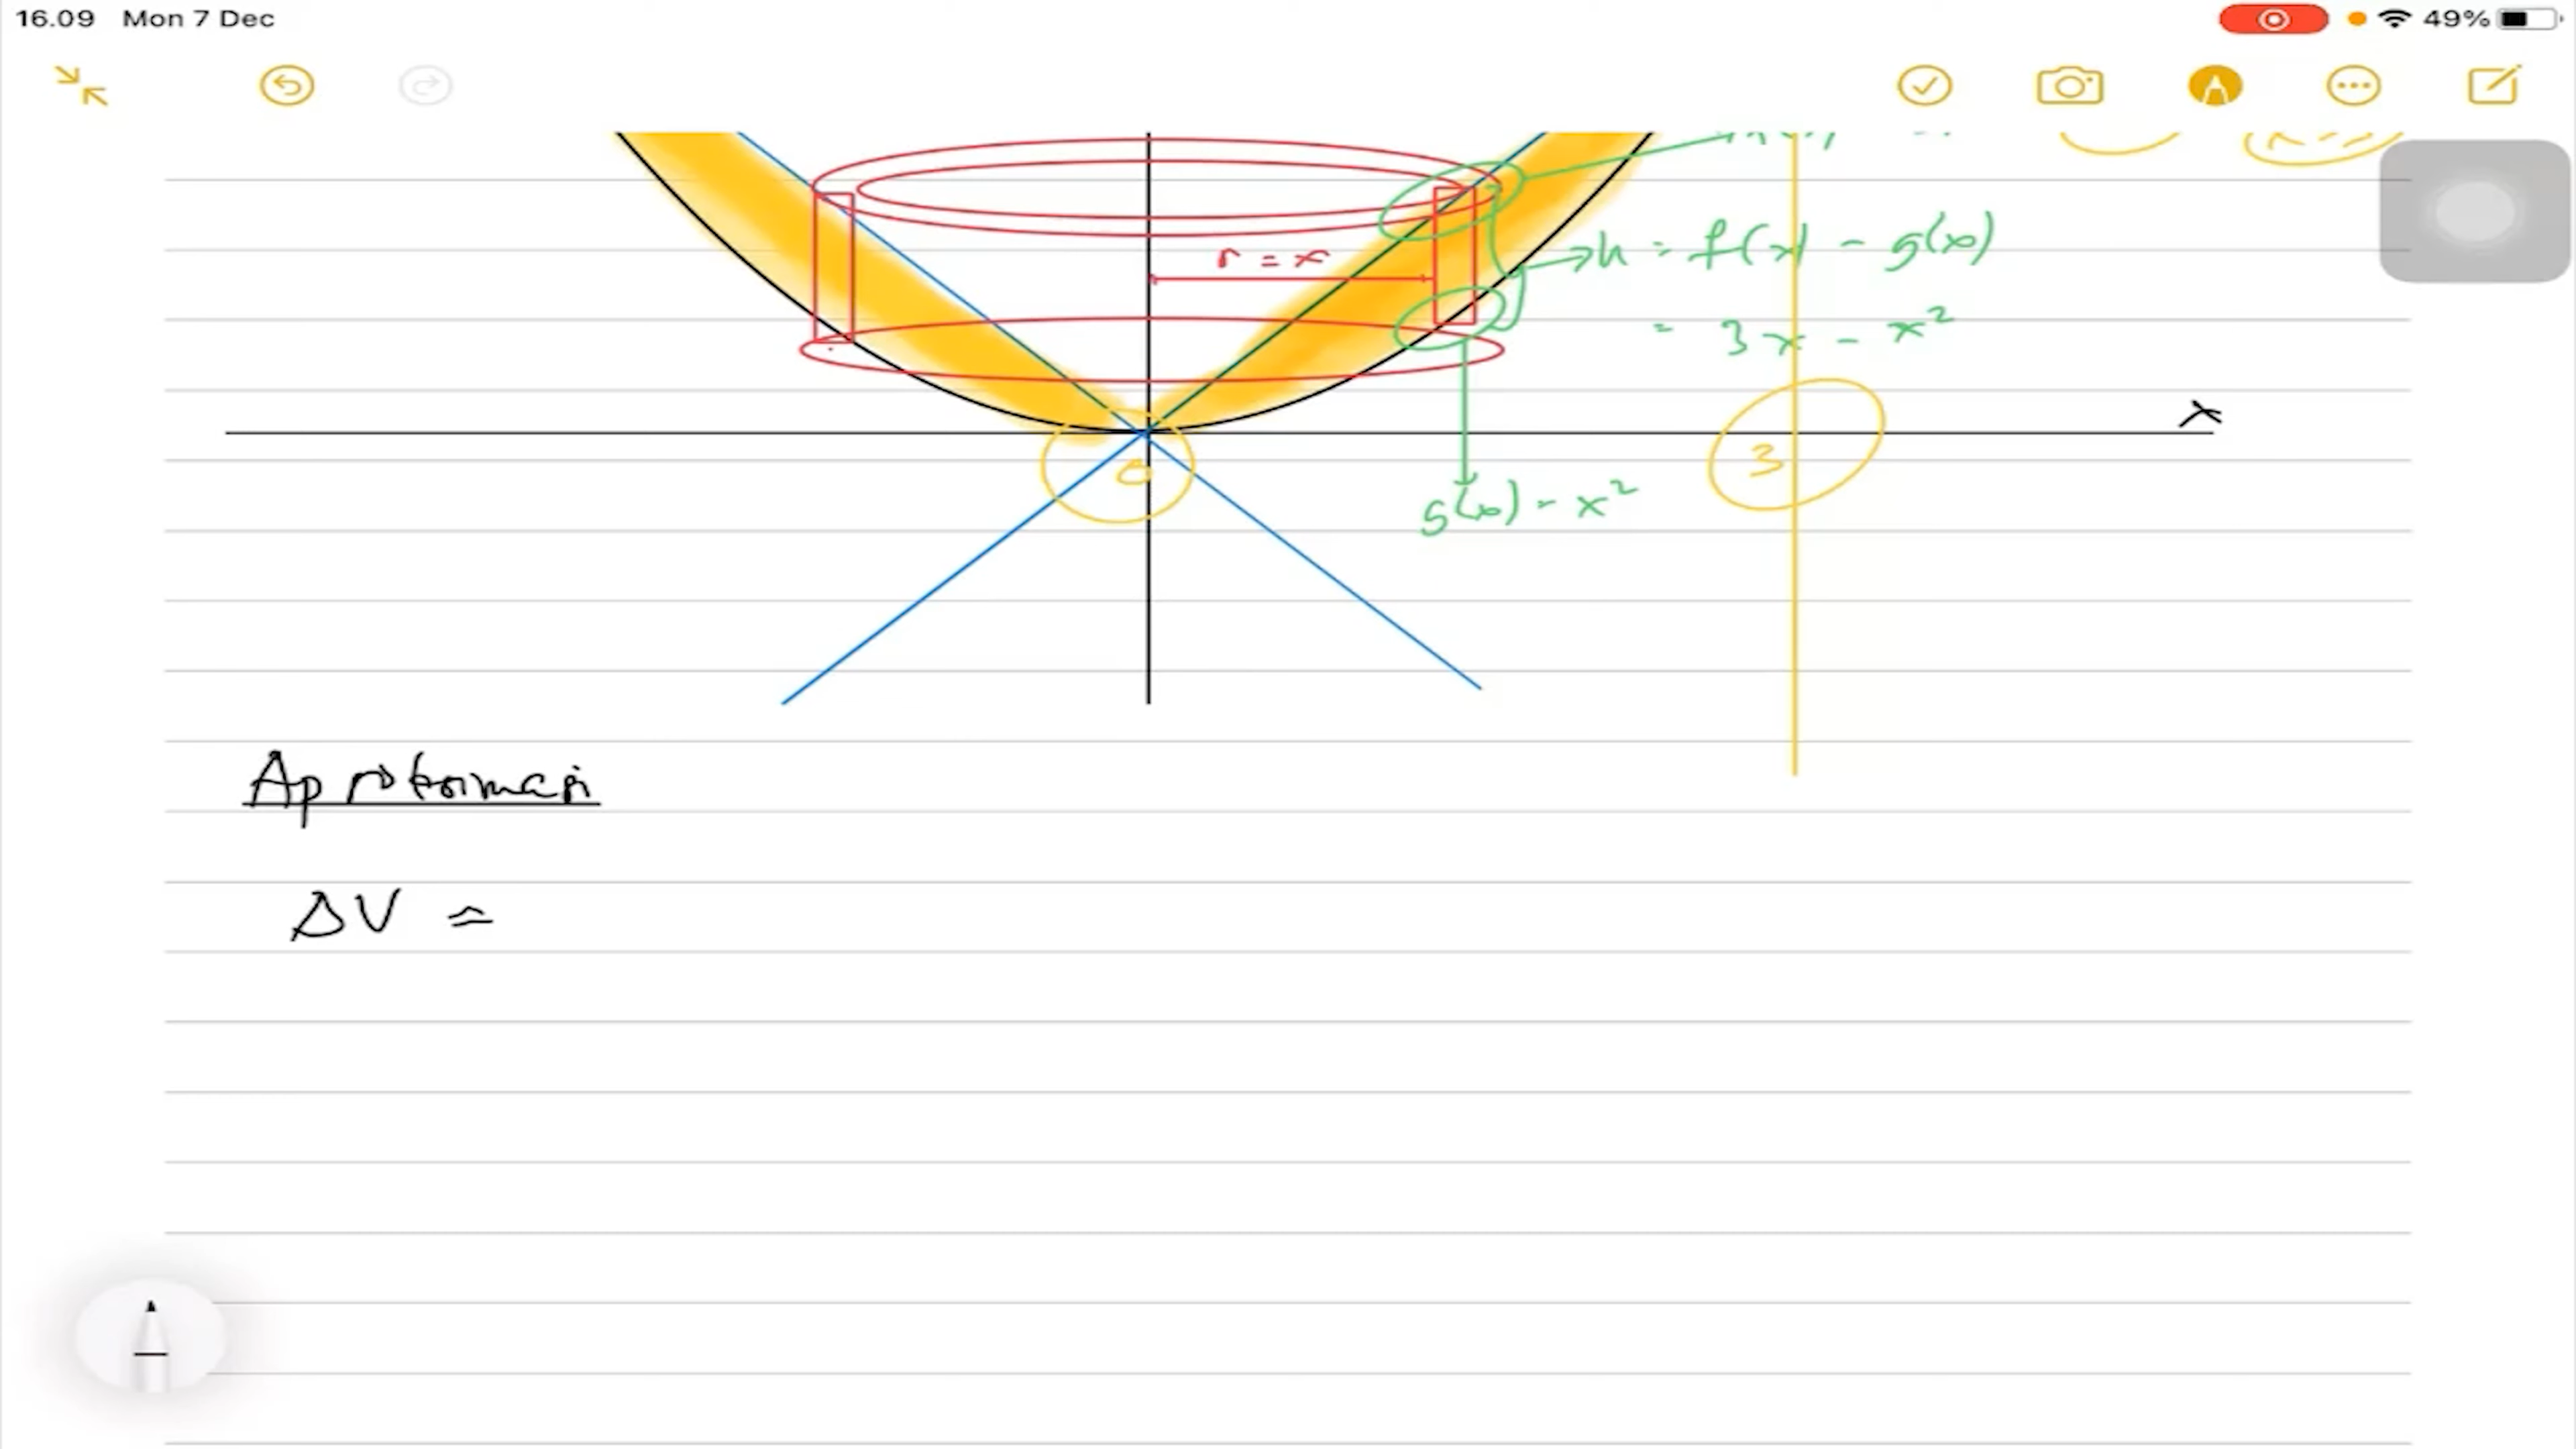 16.09 Mon 7 Dec
49%
r = x
h = f(x) - g(x)
= 3x - x²
x
0
3
g(x) = x²
Aproksimasi
ΔV ≈